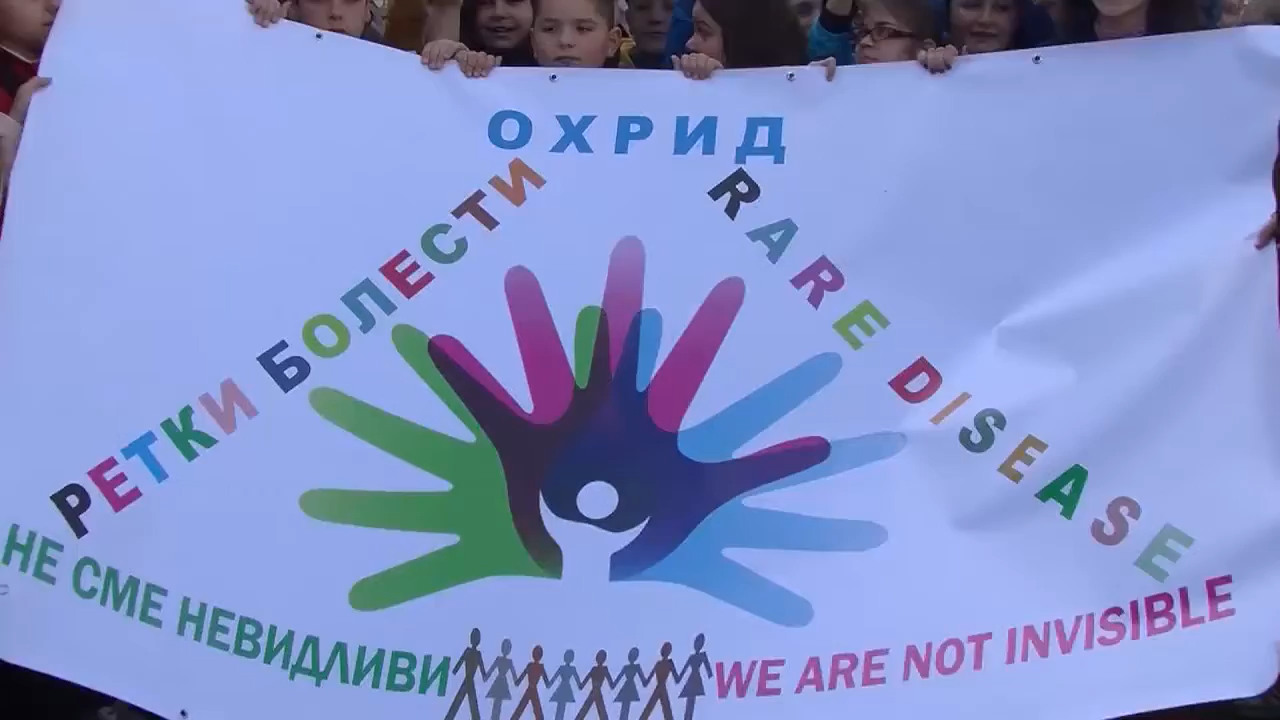 ОХРИД
РЕТКИ БОЛЕСТИ
RARE DISEASE
НЕ СМЕ НЕВИДЛИВИ
WE ARE NOT INVISIBLE